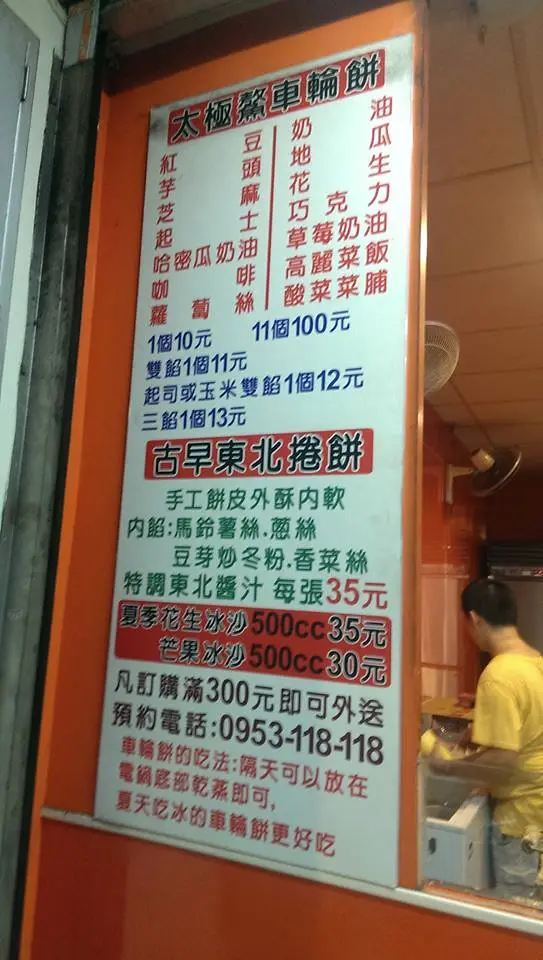 太極鰲車輪餅
紅豆
芋頭
芝麻
起士
哈密瓜奶油
咖啡
蘿蔔絲
奶油
地瓜
花生
巧克力
草莓奶油
高麗菜飯
酸菜菜脯
1個10元 11個100元
雙餡1個11元
起司或玉米雙餡1個12元
三餡1個13元
古早東北捲餅
手工餅皮外酥内軟
内餡:馬鈴薯絲.蔥絲
豆芽炒冬粉.香菜絲
特調東北醬汁 每張35元
夏季花生冰沙500cc35元
芒果冰沙500cc30元
凡訂購滿300元即可外送
預約電話:0953-118-118
車輪餅的吃法:隔天可以放在
電鍋底部乾蒸即可,
夏天吃冰的車輪餅更好吃